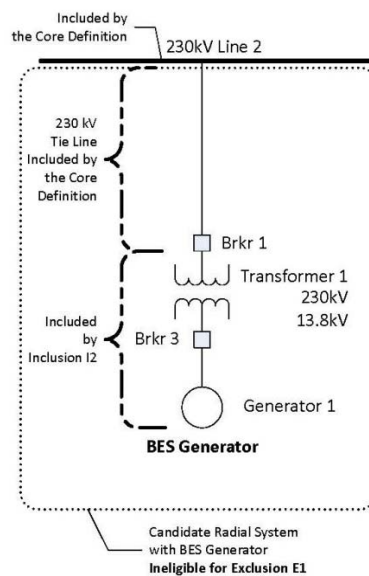 Included by
the Core Definition
230kV Line 2
230 kV
Tie Line
Included by
the Core
Definition
Brkr 1
Transformer 1
230kV
13.8kV
Included
by
Inclusion I2
Brkr 3
Generator 1
BES Generator
Candidate Radial System
with BES Generator
Ineligible for Exclusion E1